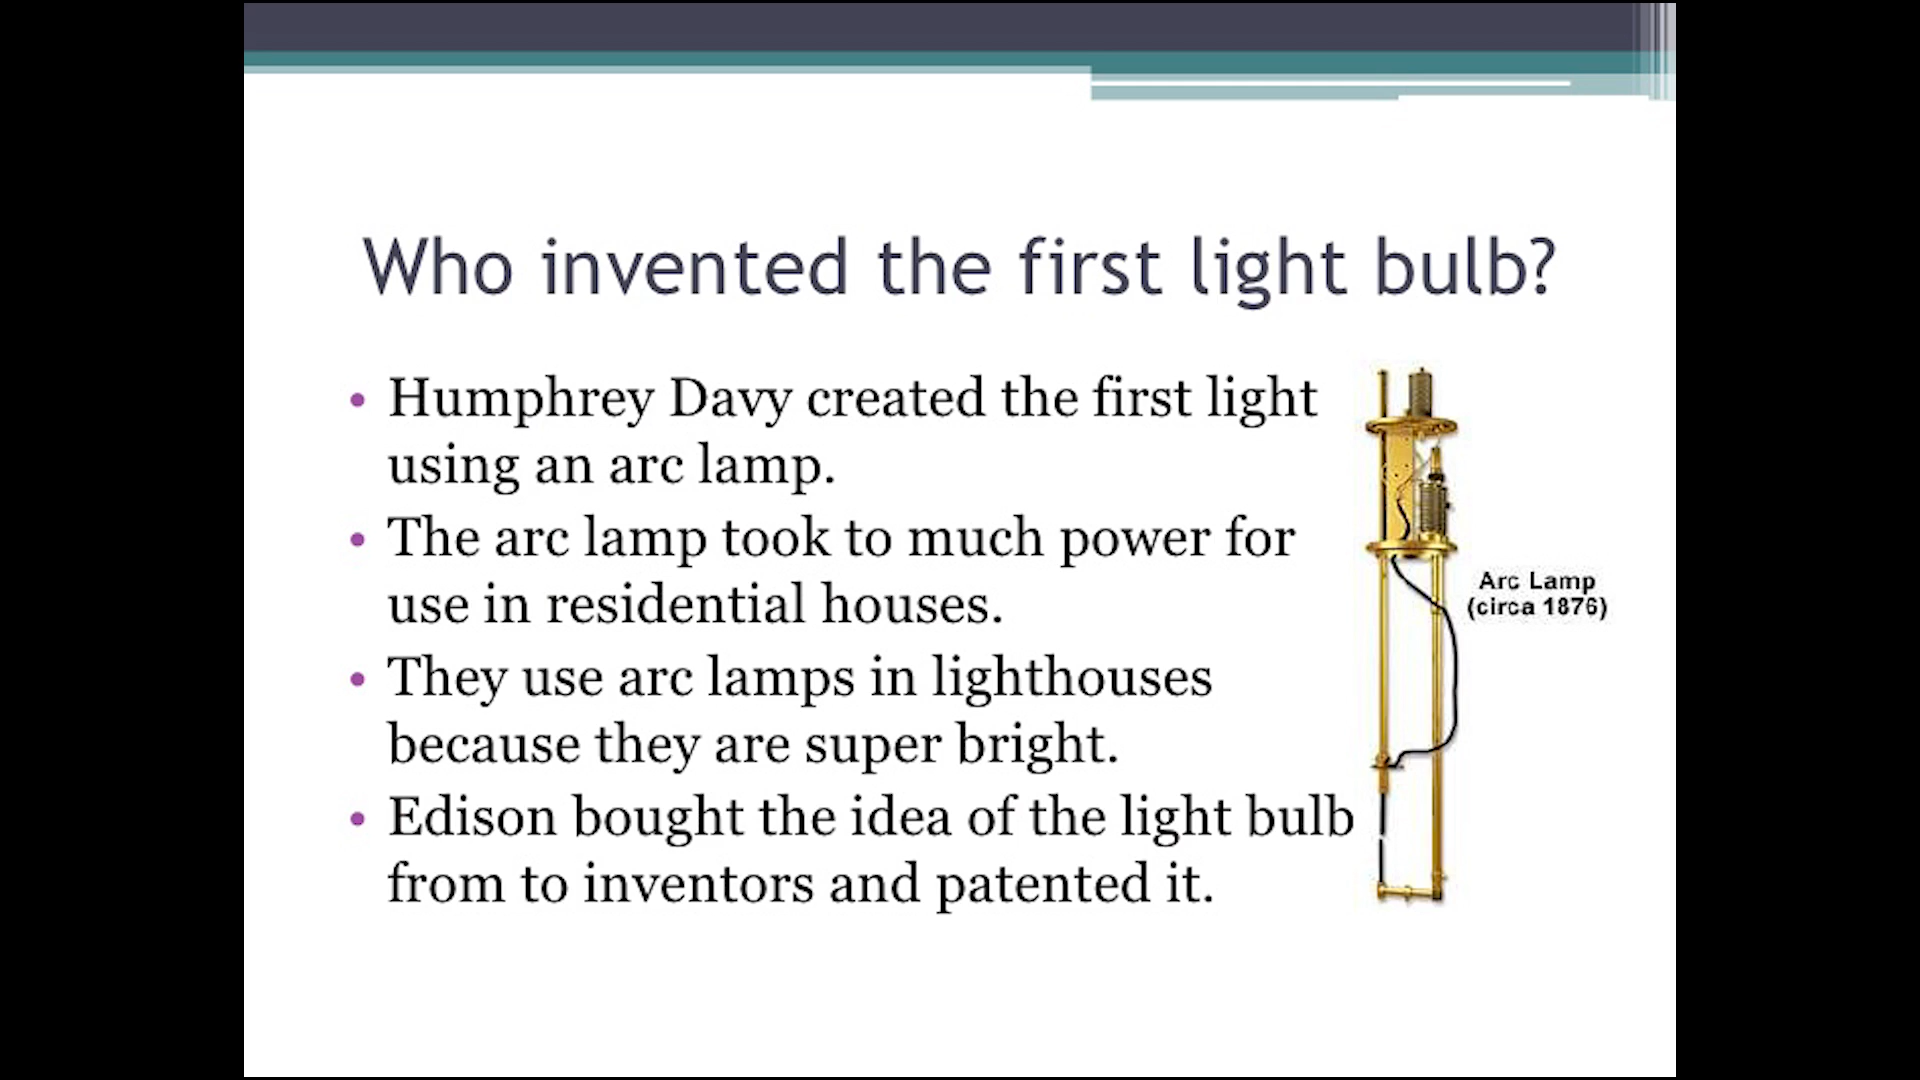 Who invented the first light bulb?
• Humphrey Davy created the first light
using an arc lamp.
• The arc lamp took to much power for
use in residential houses.
• They use arc lamps in lighthouses
because they are super bright.
• Edison bought the idea of the light bulb
from to inventors and patented it.
Arc Lamp
(circa 1876)